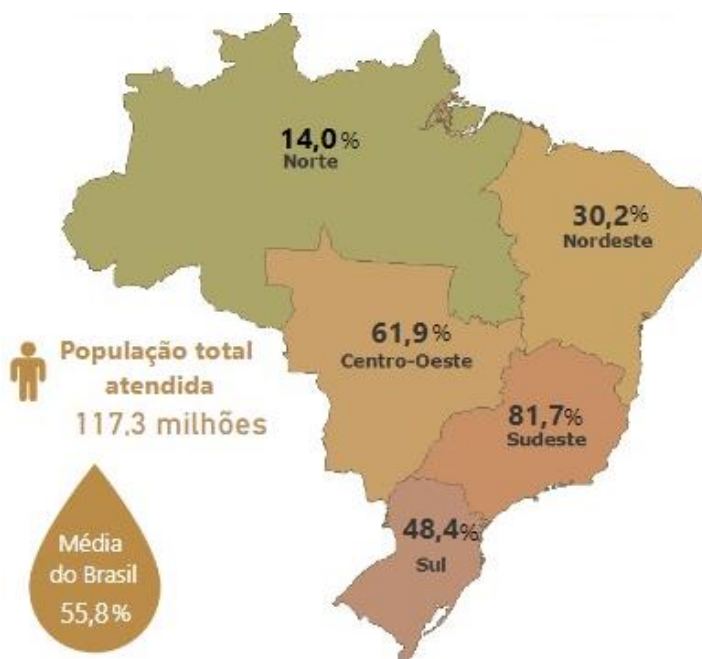 14,0%
Norte
30,2%
Nordeste
61,9%
Centro-Oeste
População total
atendida
117,3 milhões
81,7%
Sudeste
48,4%
Sul
Média
do Brasil
55,8%